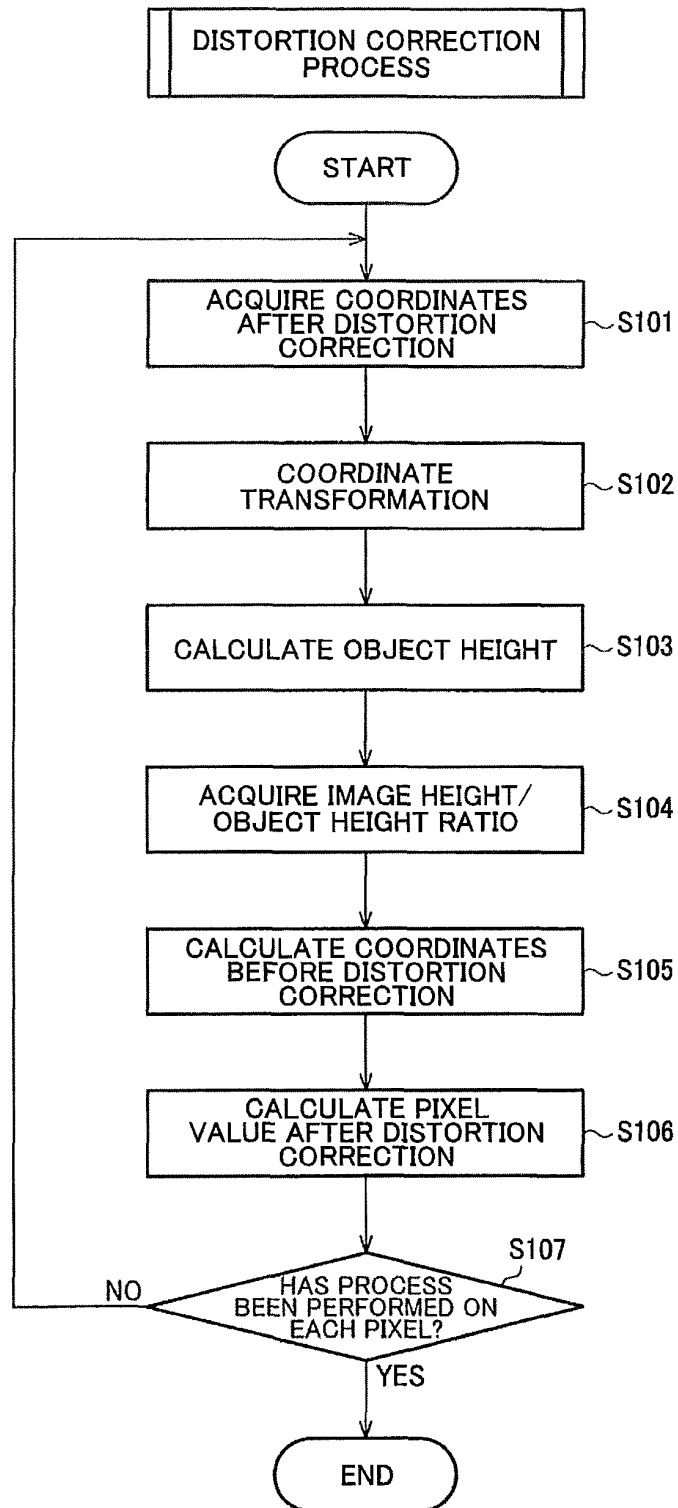 DISTORTION CORRECTION
PROCESS
START
ACQUIRE COORDINATES
AFTER DISTORTION
CORRECTION
S101
COORDINATE
TRANSFORMATION
S102
CALCULATE OBJECT HEIGHT
S103
ACQUIRE IMAGE HEIGHT/
OBJECT HEIGHT RATIO
S104
CALCULATE COORDINATES
BEFORE DISTORTION
CORRECTION
S105
CALCULATE PIXEL
VALUE AFTER DISTORTION
CORRECTION
S106
S107
NO
HAS PROCESS
BEEN PERFORMED ON
EACH PIXEL?
YES
END